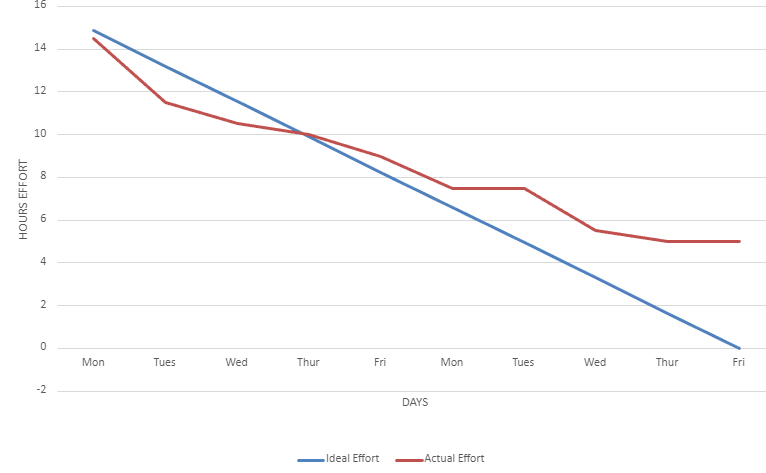 16
14
12
10
8
6
4
2
0
-2
HOURS EFFORT
Mon Tues Wed Thur Fri Mon Tues Wed Thur Fri
DAYS
Ideal Effort Actual Effort